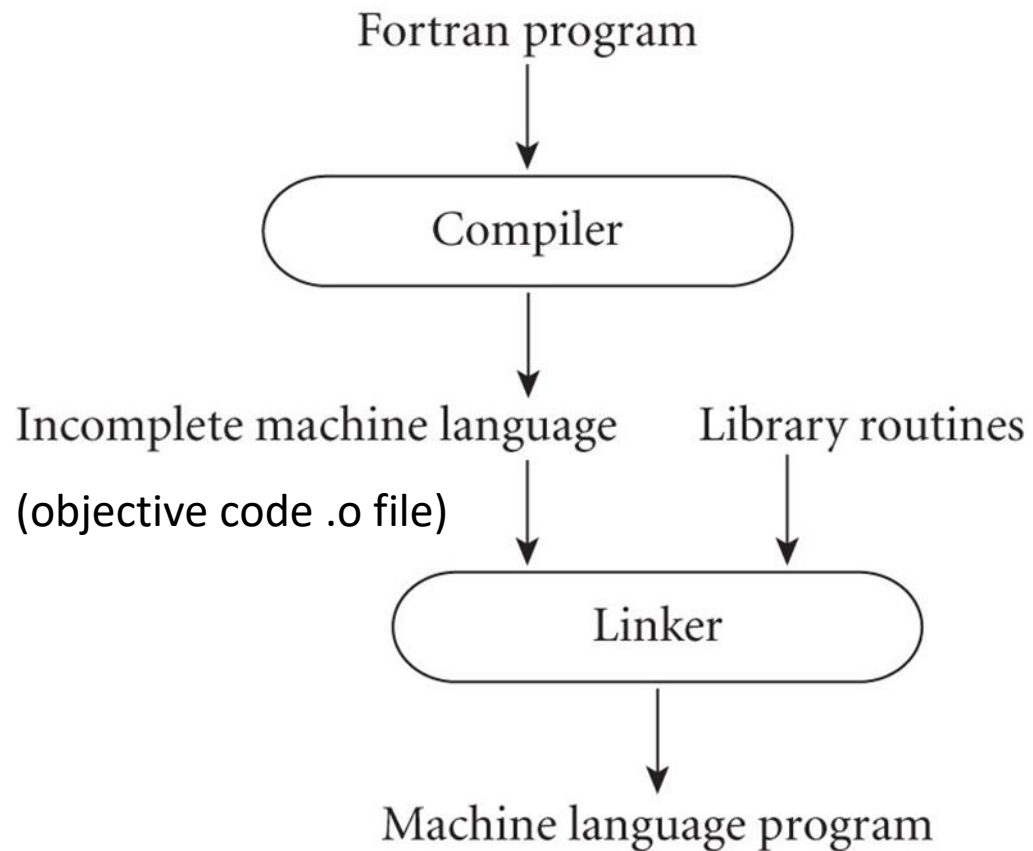 Fortran program
Compiler
Incomplete machine language
Library routines
(objective code .o file)
Linker
Machine language program